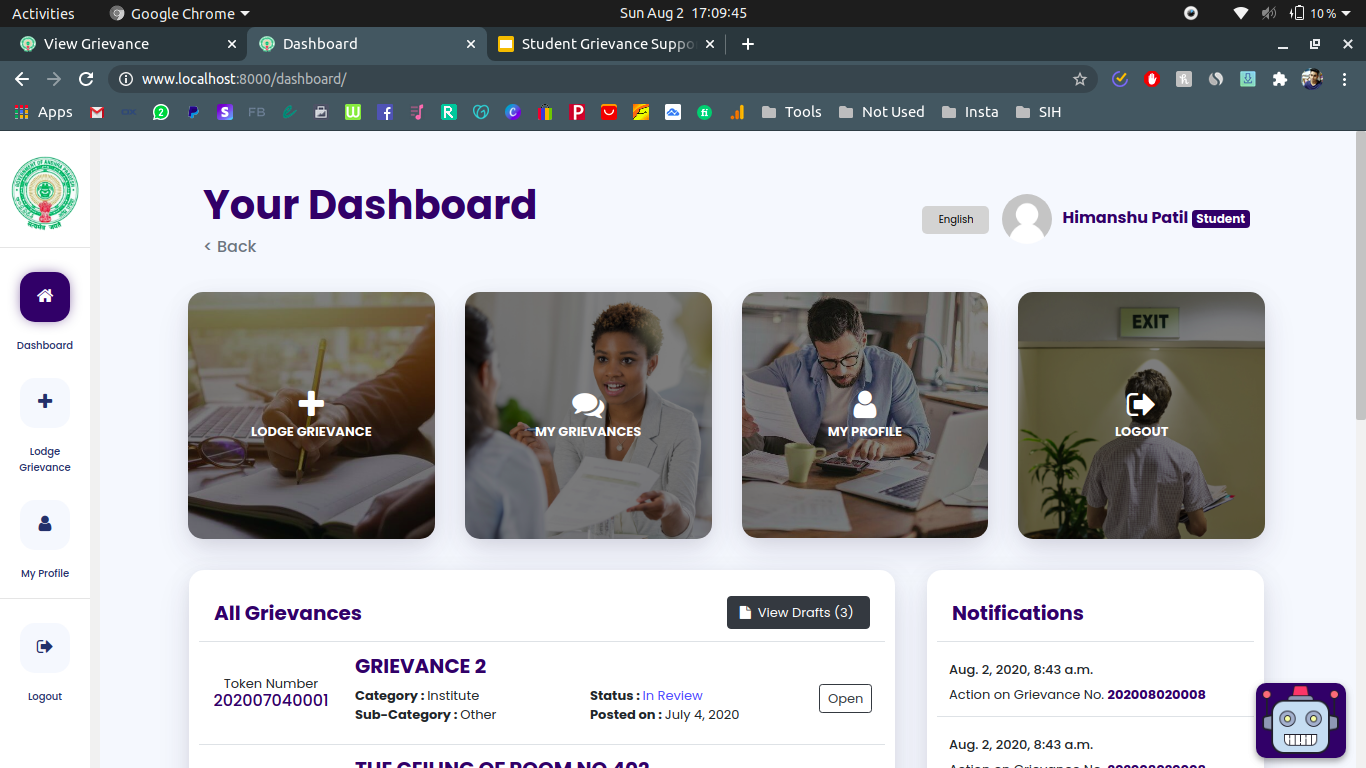 Activities
Google Chrome
Sun Aug 2 17:09:45
10 %
View Grievance
Dashboard
Student Grievance Suppo
www.localhost:8000/dashboard/
Apps
2
FB
Tools
Not Used
Insta
SIH
Your Dashboard
< Back
English
Himanshu Patil Student
Dashboard
Lodge
Grievance
My Profile
Logout
LODGE GRIEVANCE
MY GRIEVANCES
MY PROFILE
EXIT
LOGOUT
All Grievances
View Drafts (3)
Token Number
202007040001
GRIEVANCE 2
Category : Institute
Sub-Category : Other
Status : In Review
Posted on : July 4, 2020
Open
THE CEILING OF ROOM NO 402
Notifications
Aug. 2, 2020, 8:43 a.m.
Action on Grievance No. 202008020008
Aug. 2, 2020, 8:43 a.m.
Action on Grievance No. 202008020008